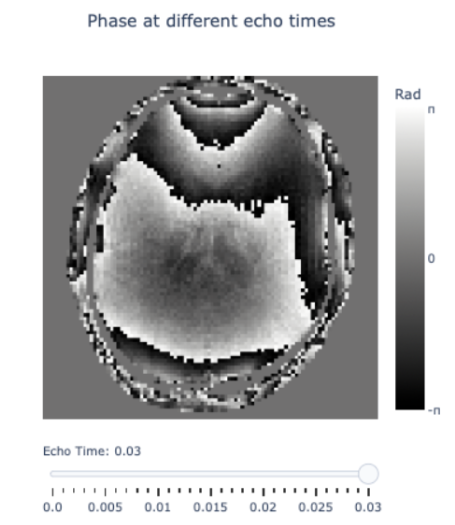 Phase at different echo times
Rad
π
0
-π
Echo Time: 0.03
0.0 0.005 0.01 0.015 0.02 0.025 0.03